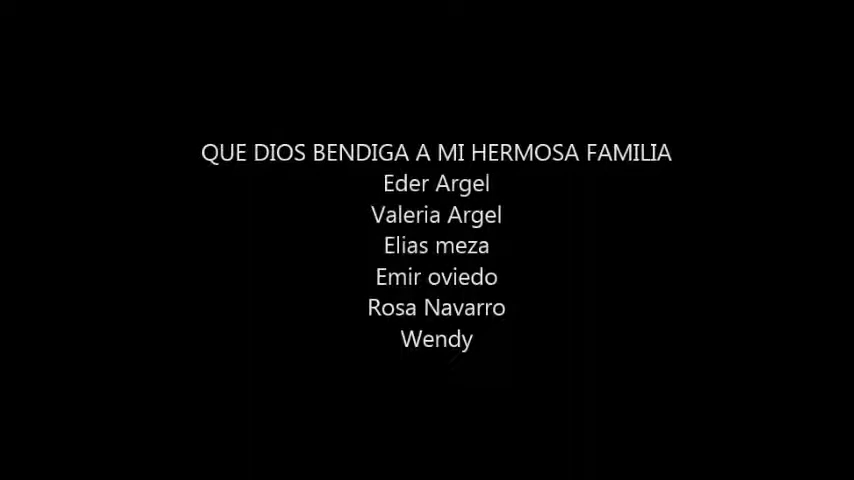 QUE DIOS BENDIGA A MI HERMOSA FAMILIA
Eder Argel
Valeria Argel
Elias meza
Emir oviedo
Rosa Navarro
Wendy